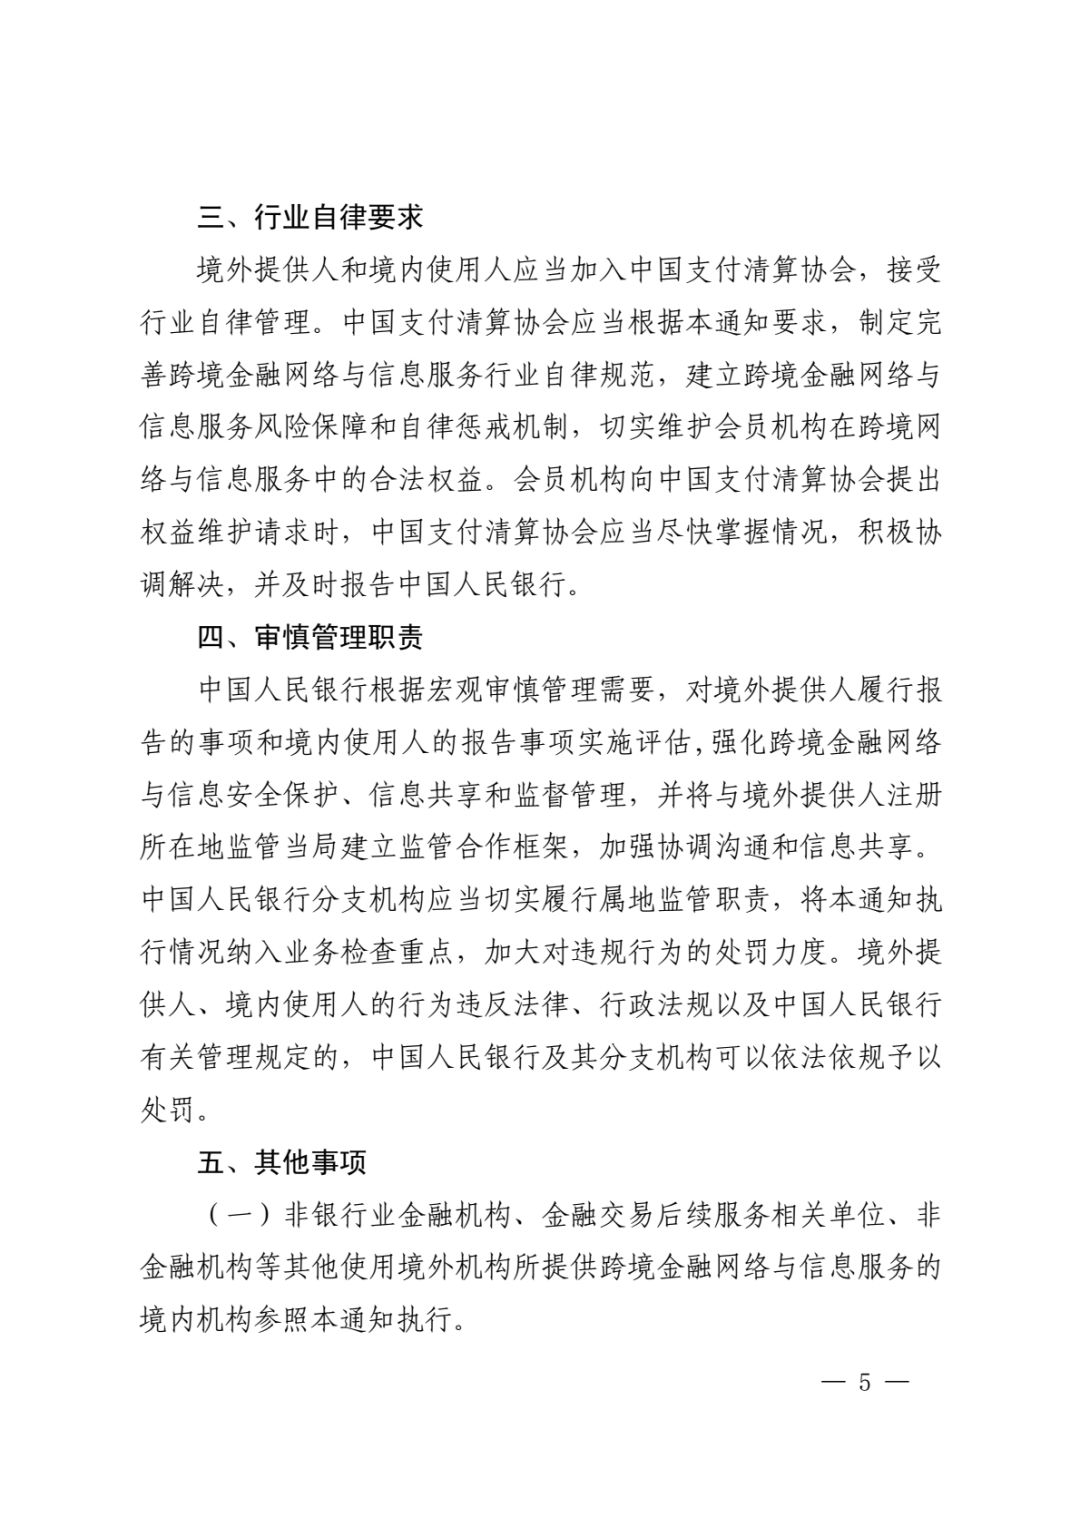 三、行业自律要求
境外提供人和境内使用人应当加入中国支付清算协会，接受
行业自律管理。中国支付清算协会应当根据本通知要求，制定完
善跨境金融网络与信息服务行业自律规范，建立跨境金融网络与
信息服务风险保障和自律惩戒机制，切实维护会员机构在跨境网
络与信息服务中的合法权益。会员机构向中国支付清算协会提出
权益维护请求时，中国支付清算协会应当尽快掌握情况，积极协
调解决，并及时报告中国人民银行。
四、审慎管理职责
中国人民银行根据宏观审慎管理需要，对境外提供人履行报
告的事项和境内使用人的报告事项实施评估，强化跨境金融网络
与信息安全保护、信息共享和监督管理，并将与境外提供人注册
所在地监管当局建立监管合作框架，加强协调沟通和信息共享。
中国人民银行分支机构应当切实履行属地监管职责，将本通知执
行情况纳入业务检查重点，加大对违规行为的处罚力度。境外提
供人、境内使用人的行为违反法律、行政法规以及中国人民银行
有关管理规定的，中国人民银行及其分支机构可以依法依规予以
处罚。
五、其他事项
（一）非银行业金融机构、金融交易后续服务相关单位、非
金融机构等其他使用境外机构所提供跨境金融网络与信息服务的
境内机构参照本通知执行。
— 5 —